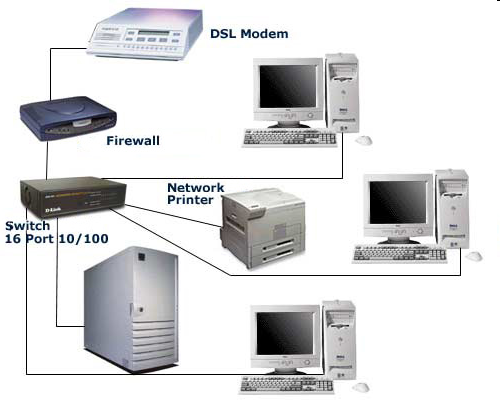 DSL Modem
Firewall
Network
Printer
D-Link
Switch
16 Port 10/100